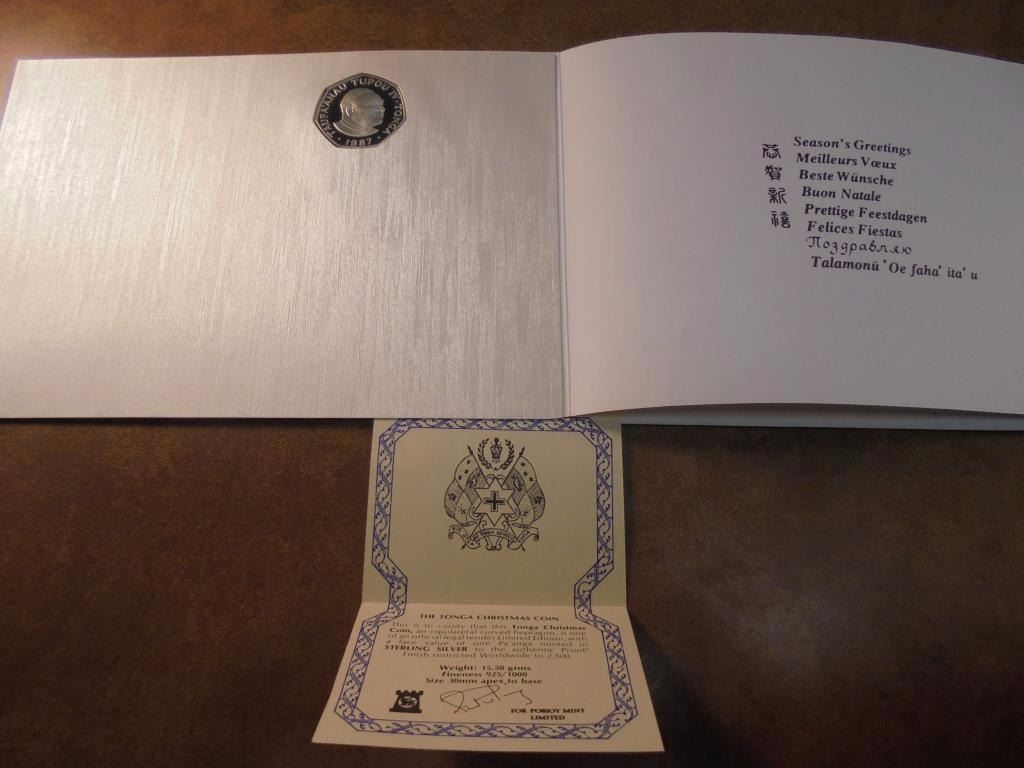 TAUFA'AHAU TUPOU IV · TONGA
· 1987 ·
恭賀新禧
Season's Greetings
Meilleurs Vœux
Beste Wünsche
Buon Natale
Prettige Feestdagen
Felices Fiestas
Поздравляю
Talamonū 'Oe faha' ita' u
THE TONGA CHRISTMAS COIN
This is to certify that this Tonga Christmas
Coin, an equilateral curved heptagon, is one
of an official legal tender Limited Edition, with
a face value of one Pa'anga minted in
STERLING SILVER to the authentic Proof
Finish restricted Worldwide to 2,500
Weight: 15.50 grms
Fineness 925/1000
Size 30mm apex to base
FOR POBJOY MINT
LIMITED